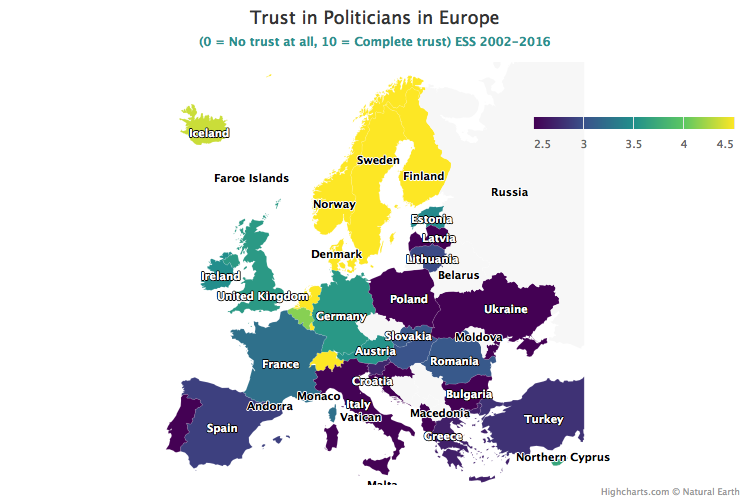 Trust in Politicians in Europe
(0 = No trust at all, 10 = Complete trust) ESS 2002-2016
2.5 3 3.5 4 4.5
Iceland
Sweden
Faroe Islands
Finland
Russia
Norway
Estonia
Latvia
Denmark
Lithuania
Ireland
Belarus
United Kingdom
Poland
Germany
Ukraine
Slovakia
Moldova
Austria
France
Romania
Croatia
Monaco
Bulgaria
Andorra
Italy
Vatican
Macedonia
Spain
Turkey
Greece
Northern Cyprus
Malta
Highcharts.com © Natural Earth